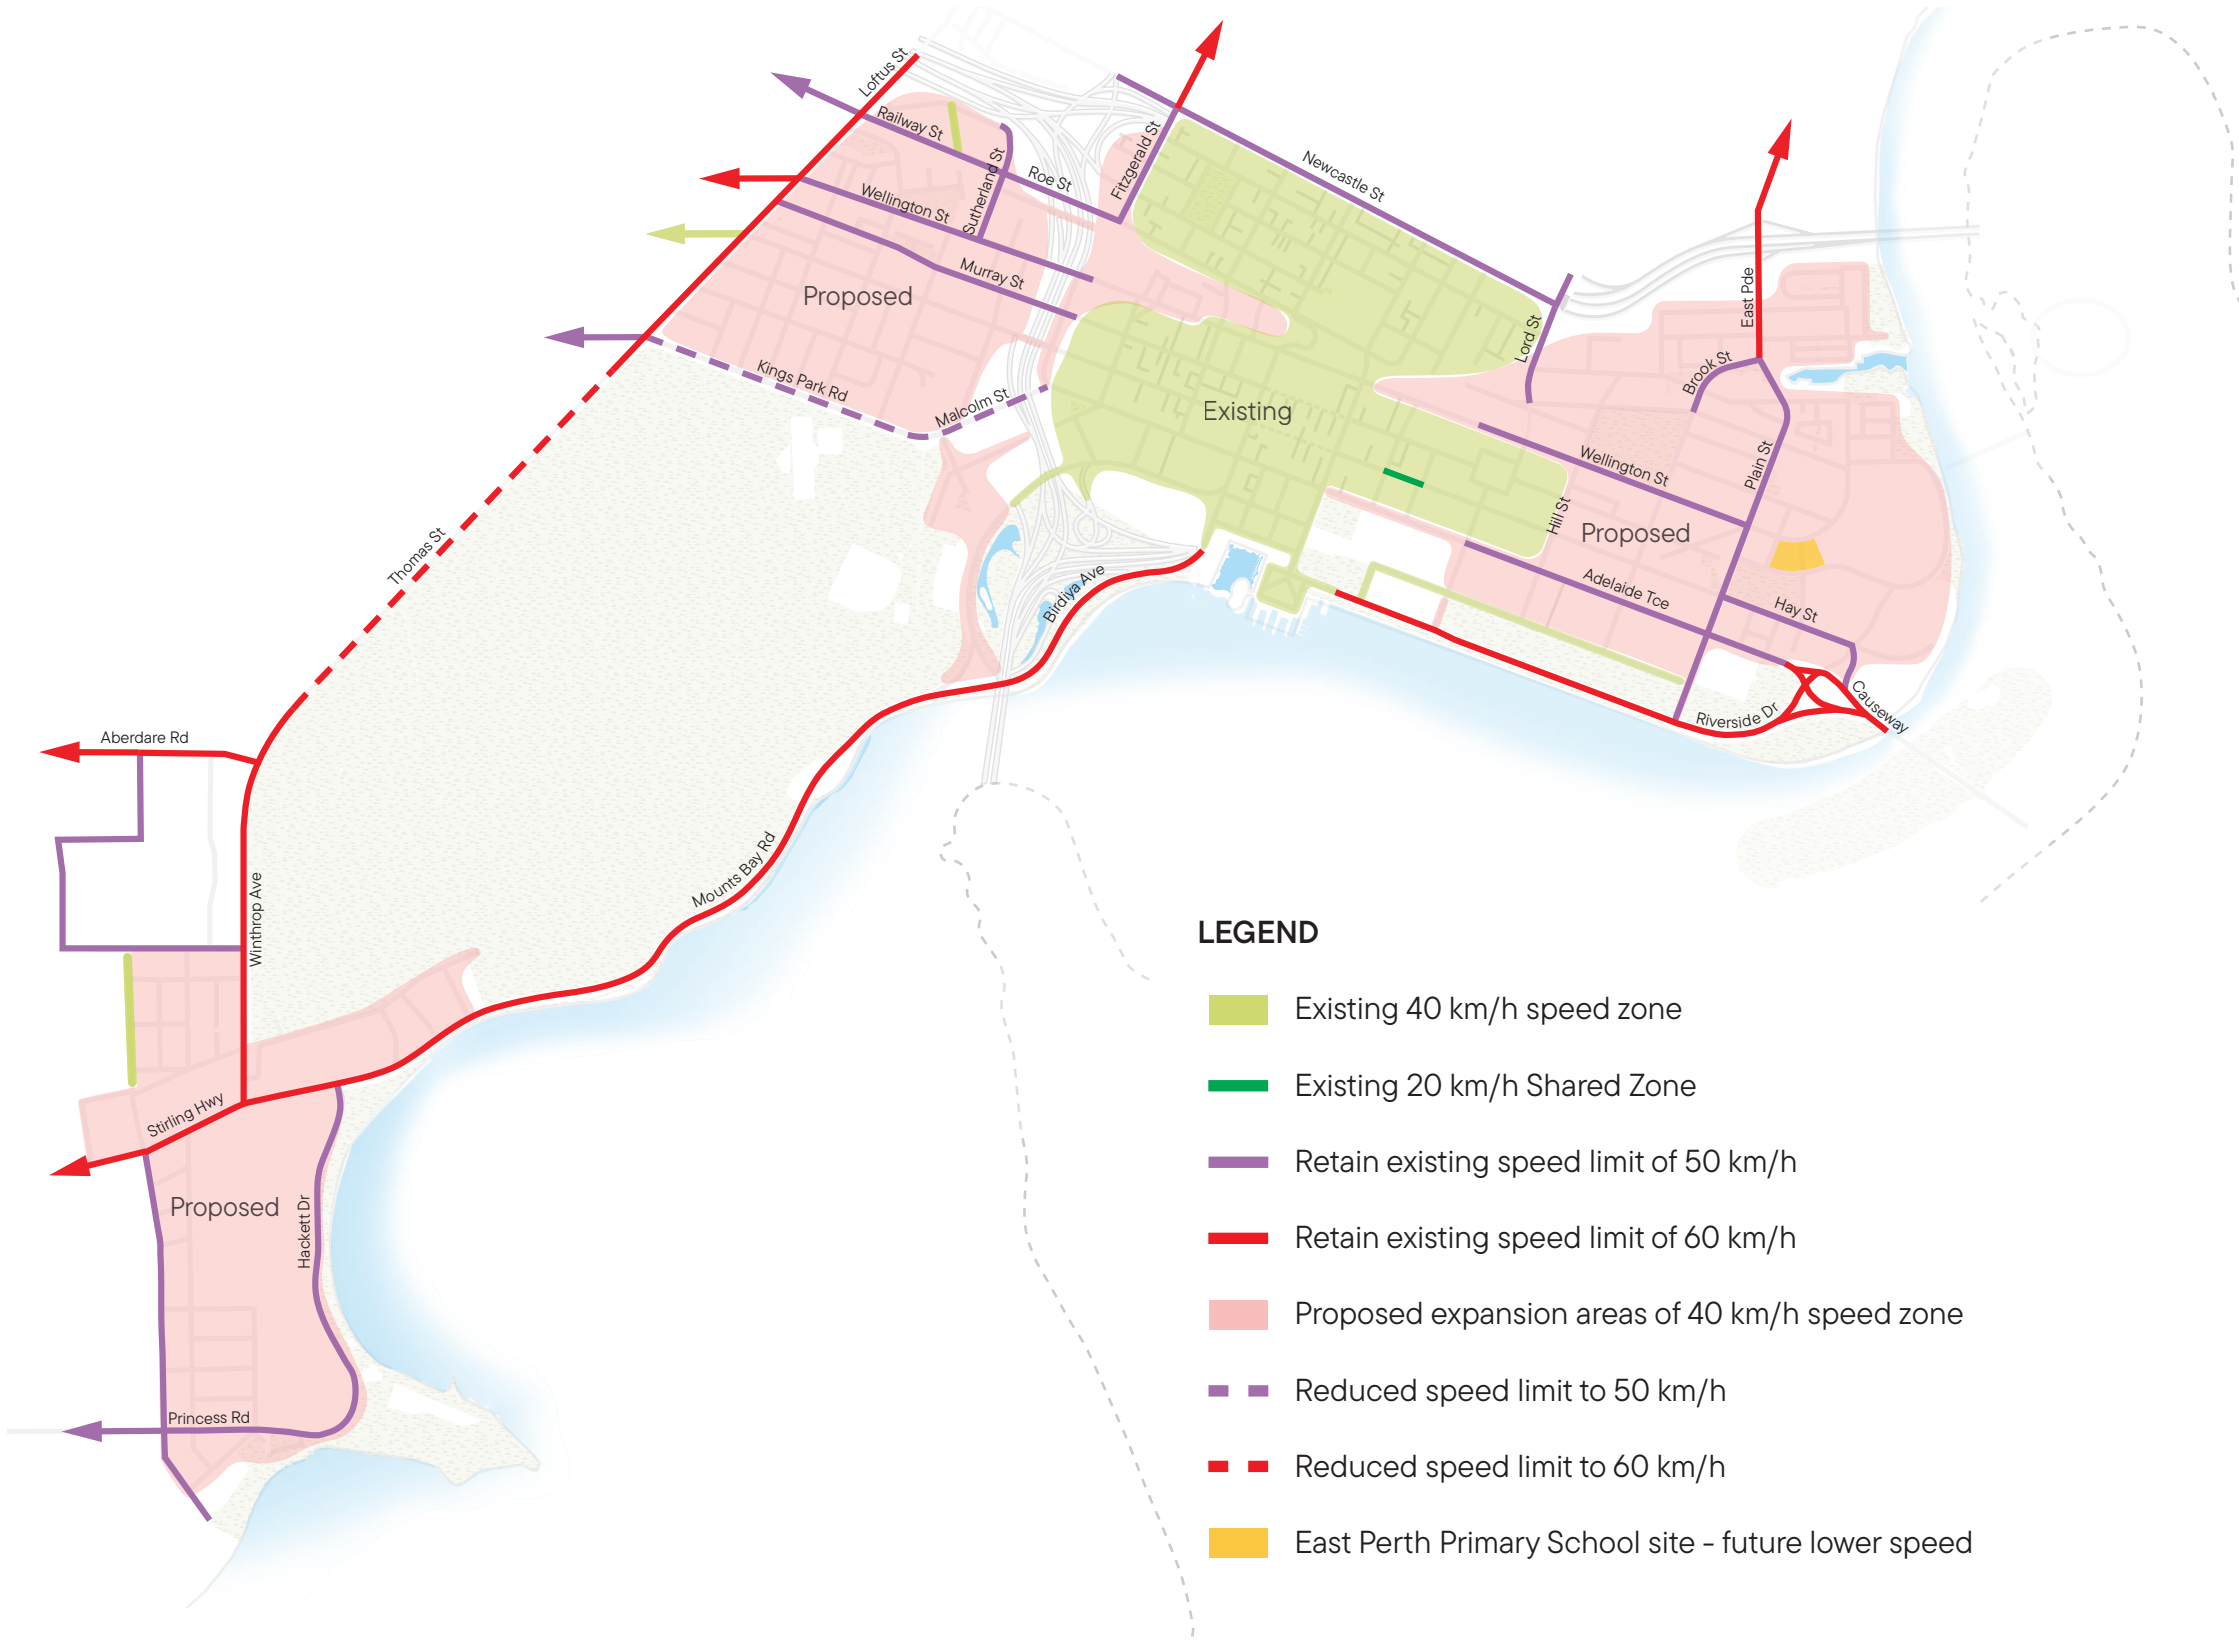 Loftus St
Railway St
Sutherland St
Roe St
Fitzgerald St
Newcastle St
Wellington St
Murray St
Proposed
Kings Park Rd
Malcolm St
Existing
Lord St
East Pde
Brook St
Plain St
Wellington St
Hill St
Proposed
Adelaide Tce
Hay St
Causeway
Riverside Dr
Birdiya Ave
Thomas St
Aberdare Rd
Winthrop Ave
Mounts Bay Rd
Stirling Hwy
Proposed
Hackett Dr
Princess Rd
LEGEND
Existing 40 km/h speed zone
Existing 20 km/h Shared Zone
Retain existing speed limit of 50 km/h
Retain existing speed limit of 60 km/h
Proposed expansion areas of 40 km/h speed zone
Reduced speed limit to 50 km/h
Reduced speed limit to 60 km/h
East Perth Primary School site - future lower speed